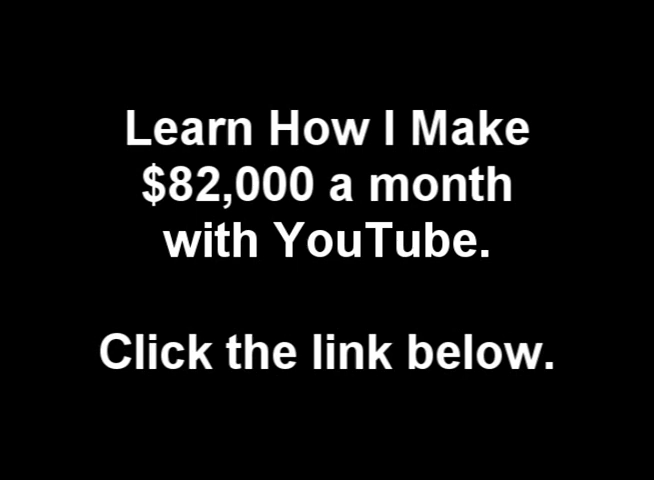 Learn How I Make
$82,000 a month
with YouTube.
Click the link below.